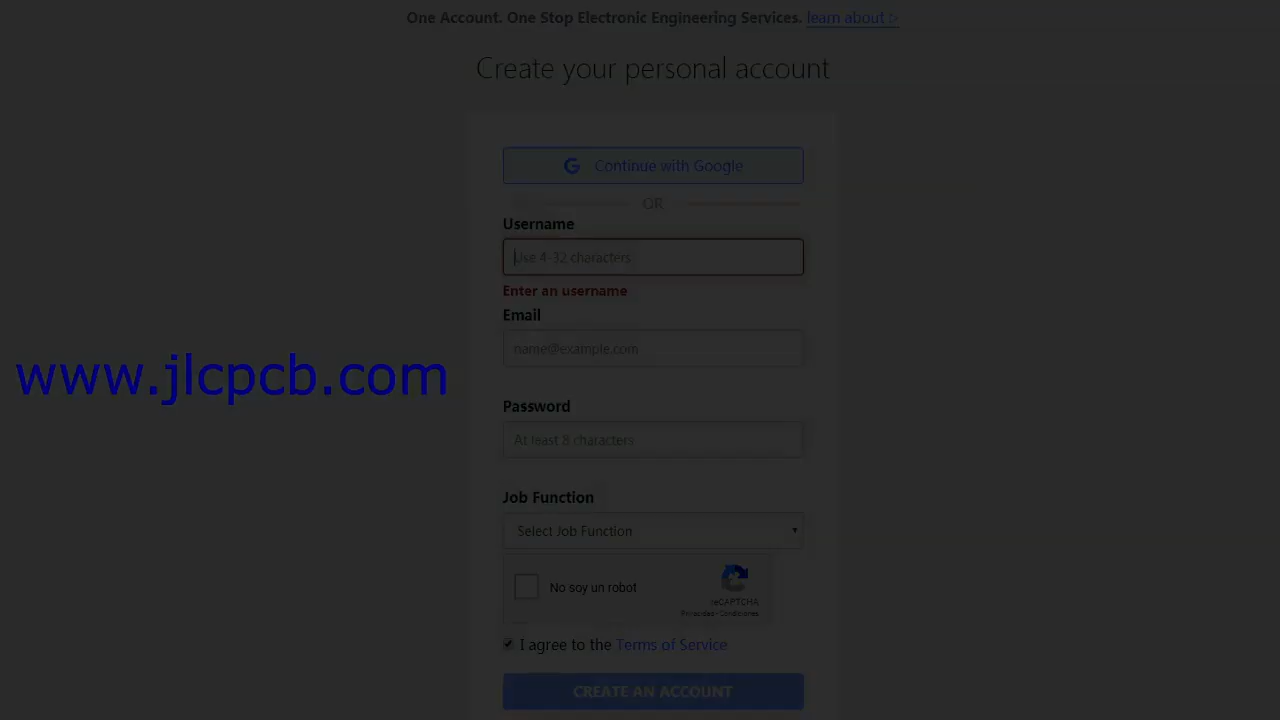 One Account. One Stop Electronic Engineering Services. learn about ▷
Create your personal account
Continue with Google
OR
Username
Use 4-32 characters
Enter an username
Email
name@example.com
www.jlcpcb.com
Password
At least 8 characters
Job Function
Select Job Function
No soy un robot
reCAPTCHA
Privacidad - Condiciones
I agree to the Terms of Service
CREATE AN ACCOUNT